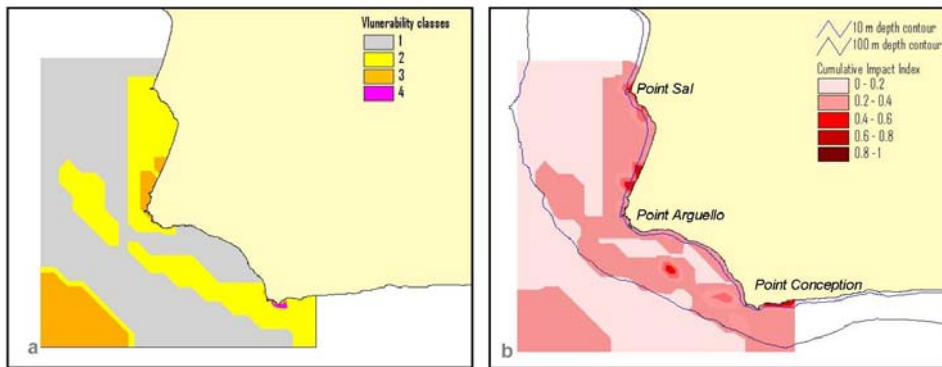 Vlunerability classes
1
2
3
4
a
10 m depth contour
100 m depth contour
Cumulative Impact Index
0 - 0.2
0.2 - 0.4
0.4 - 0.6
0.6 - 0.8
0.8 - 1
Point Sal
Point Arguello
Point Conception
b